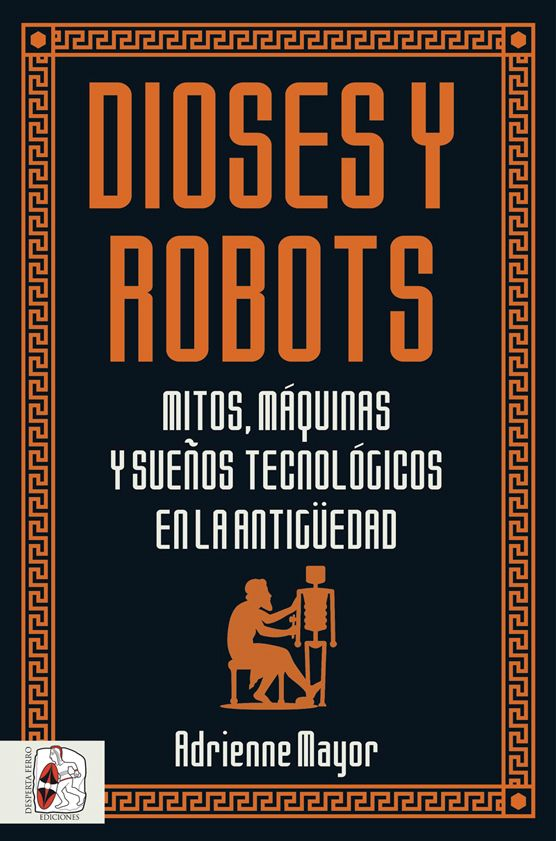 DIOSES Y
ROBOTS
MITOS, MÁQUINAS
Y SUEÑOS TECNOLÓGICOS
EN LA ANTIGÜEDAD
Adrienne Mayor
DESPERTA FERRO
EDICIONES